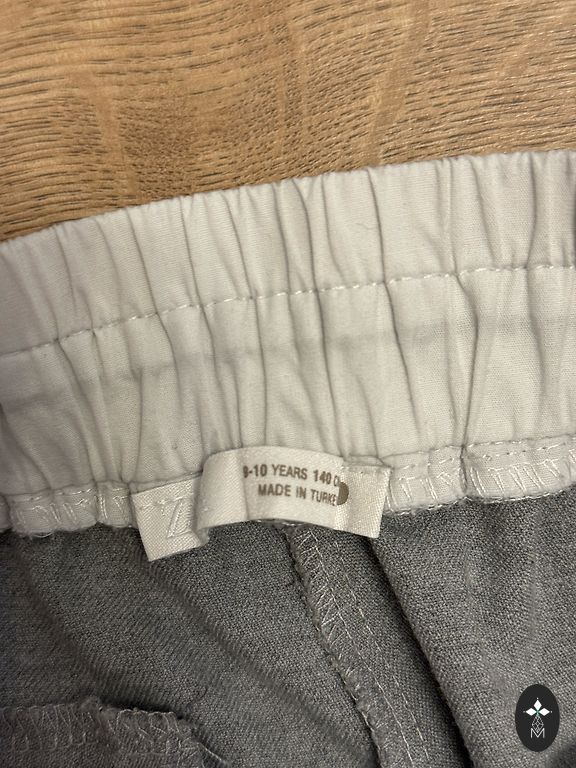 9-10 YEARS 140 C
MADE IN TURKE
Z
M